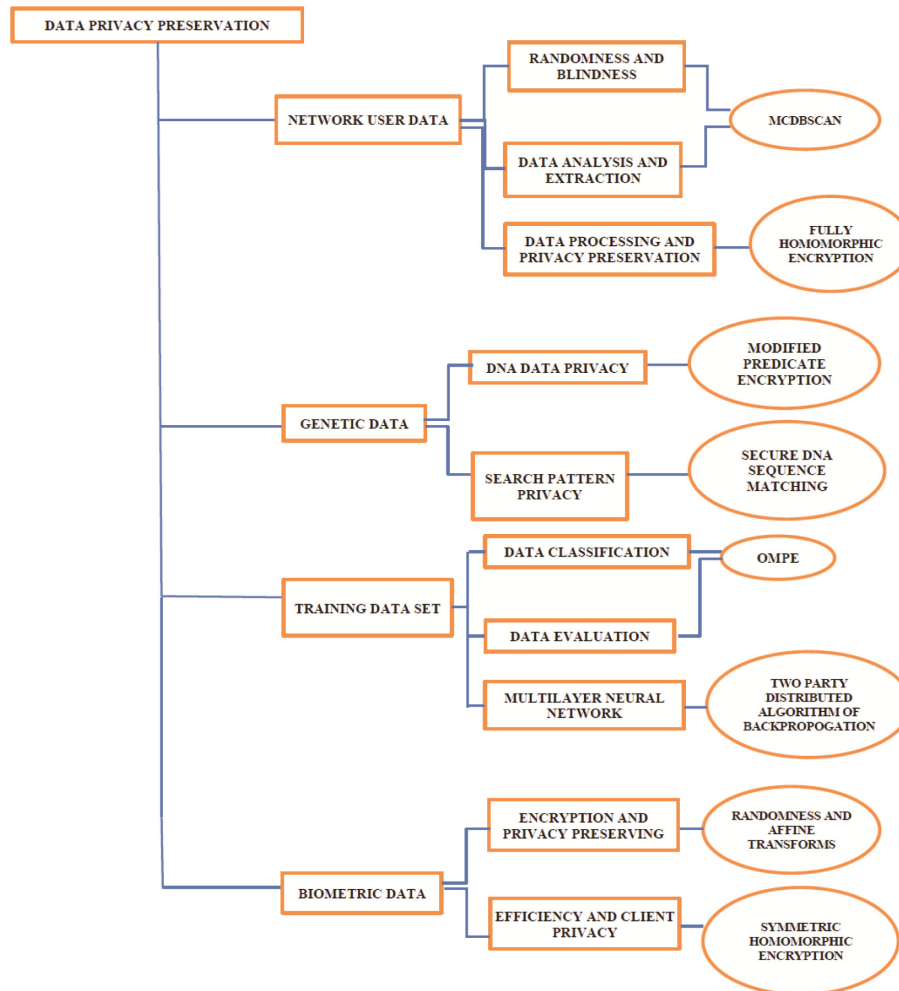 DATA PRIVACY PRESERVATION
RANDOMNESS AND
BLINDNESS
NETWORK USER DATA
MCDBSCAN
DATA ANALYSIS AND
EXTRACTION
DATA PROCESSING AND
PRIVACY PRESERVATION
FULLY
HOMOMORPHIC
ENCRYPTION
DNA DATA PRIVACY
MODIFIED
PREDICATE
ENCRYPTION
GENETIC DATA
SEARCH PATTERN
PRIVACY
SECURE DNA
SEQUENCE
MATCHING
DATA CLASSIFICATION
OMPE
TRAINING DATA SET
DATA EVALUATION
MULTILAYER NEURAL
NETWORK
TWO PARTY
DISTRIBUTED
ALGORITHM OF
BACKPROPOGATION
ENCRYPTION AND
PRIVACY PRESERVING
RANDOMNESS AND
AFFINE
TRANSFORMS
BIOMETRIC DATA
EFFICIENCY AND CLIENT
PRIVACY
SYMMETRIC
HOMOMORPHIC
ENCRYPTION